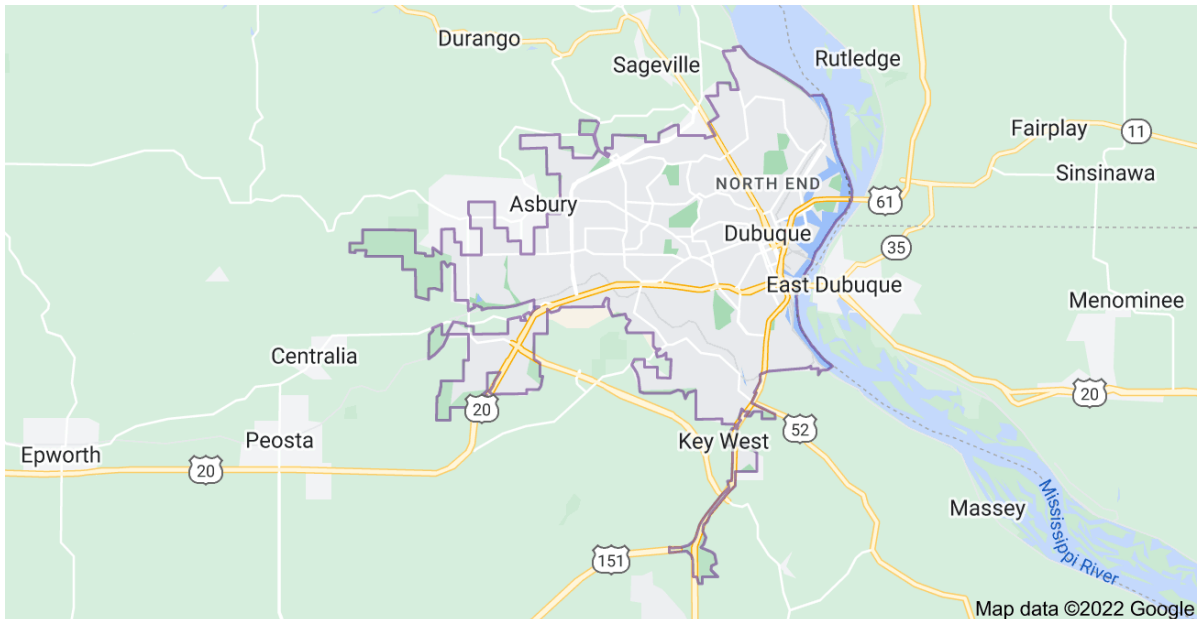 Durango
Sageville
Rutledge
Fairplay
11
Sinsinawa
NORTH END
Asbury
61
Dubuque
35
East Dubuque
Menominee
Centralia
20
20
52
Peosta
Key West
Epworth
20
Massey
Mississippi River
151
Map data ©2022 Google